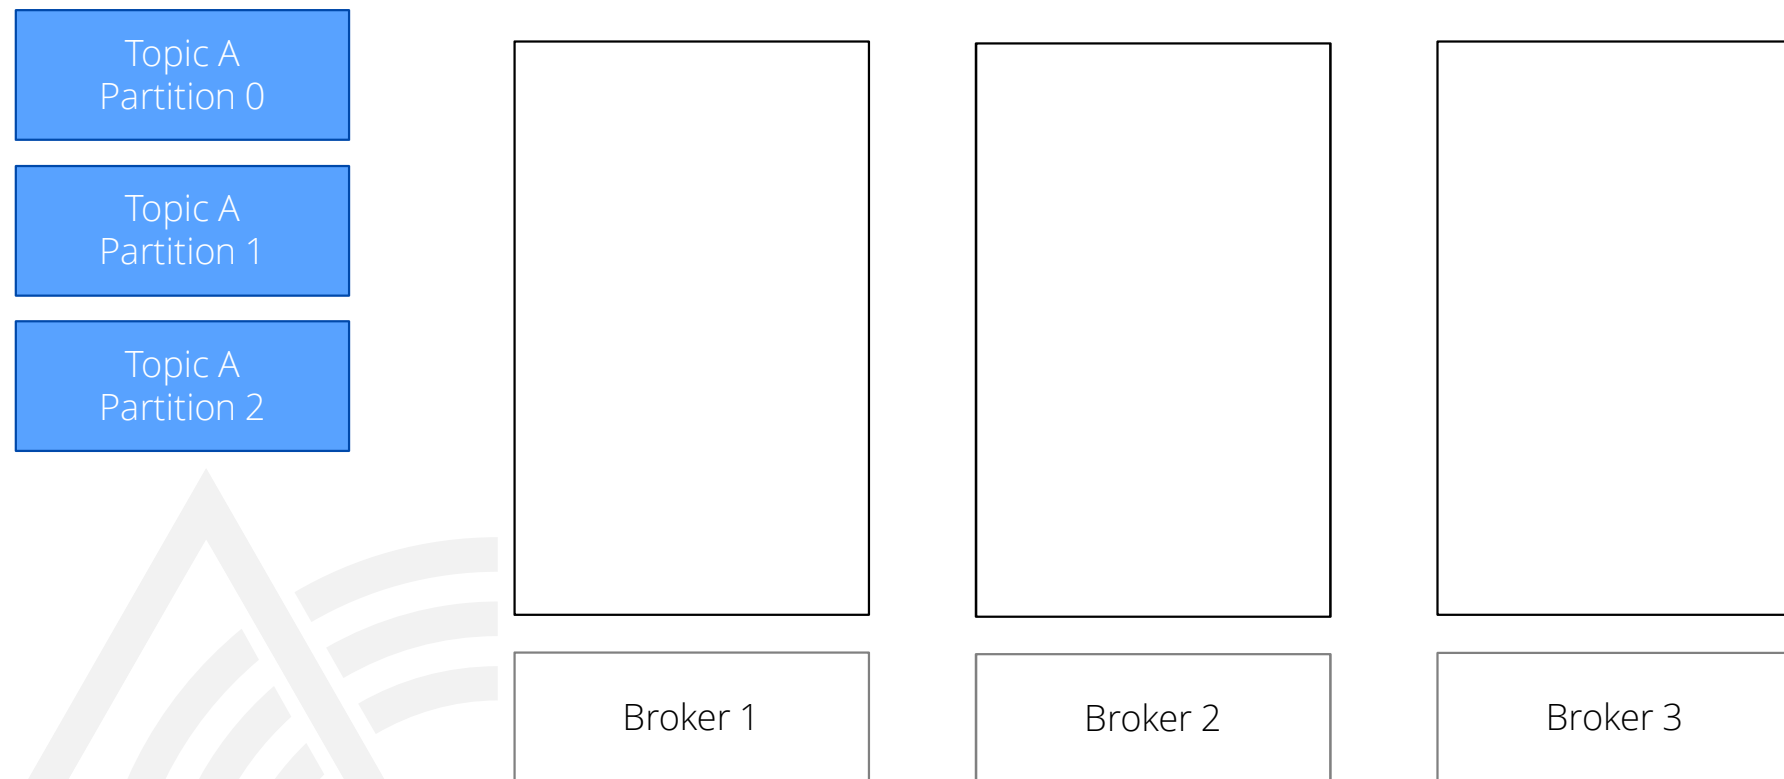 Topic A
Partition 0
Topic A
Partition 1
Topic A
Partition 2
Broker 1
Broker 2
Broker 3